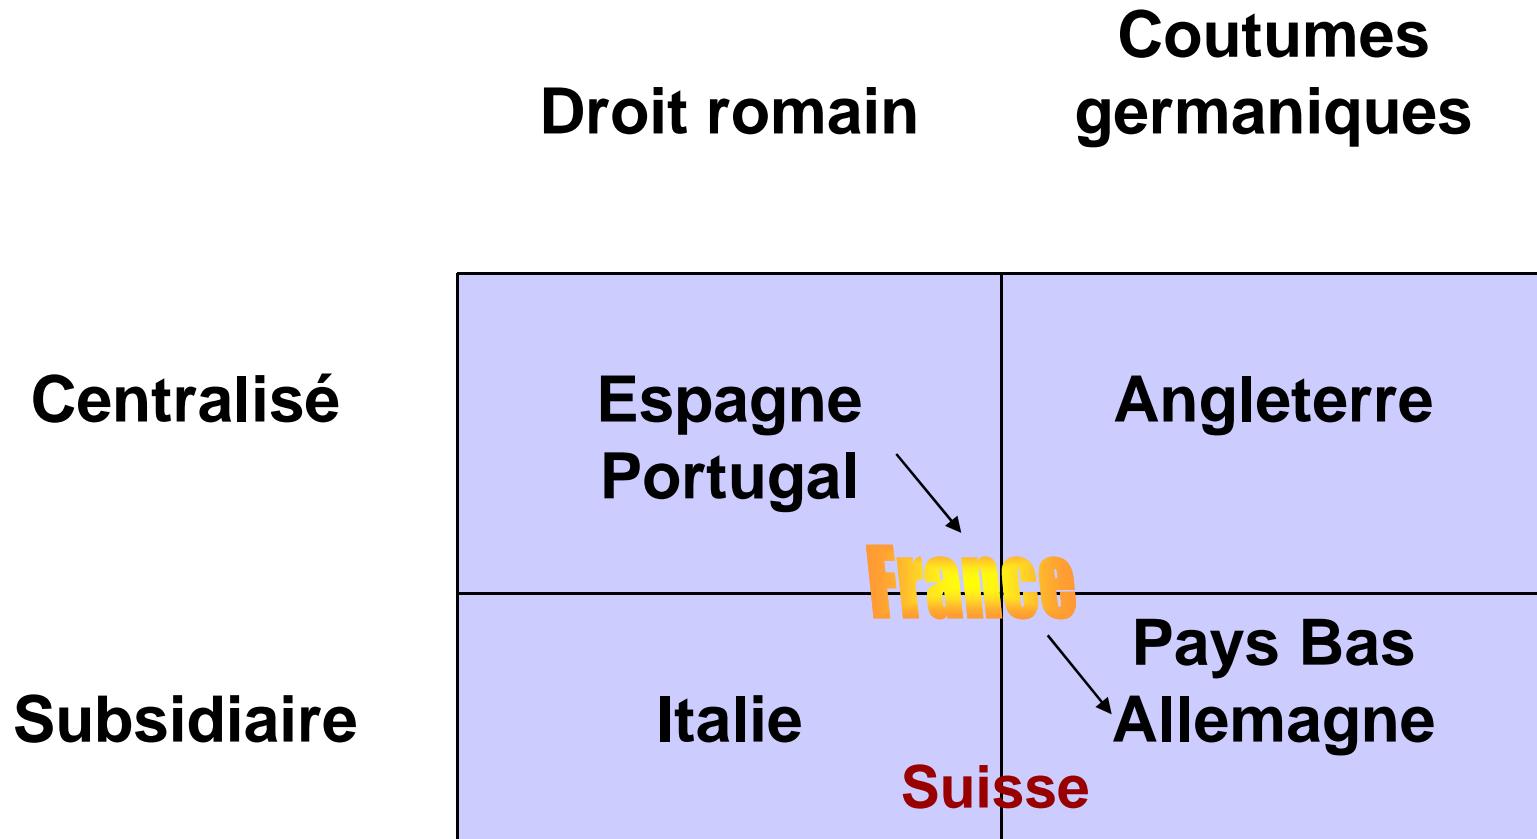 Coutumes
Droit romain germaniques
Centralisé Espagne Angleterre
Portugal
France
Pays Bas
Subsidiaire Italie Allemagne
Suisse